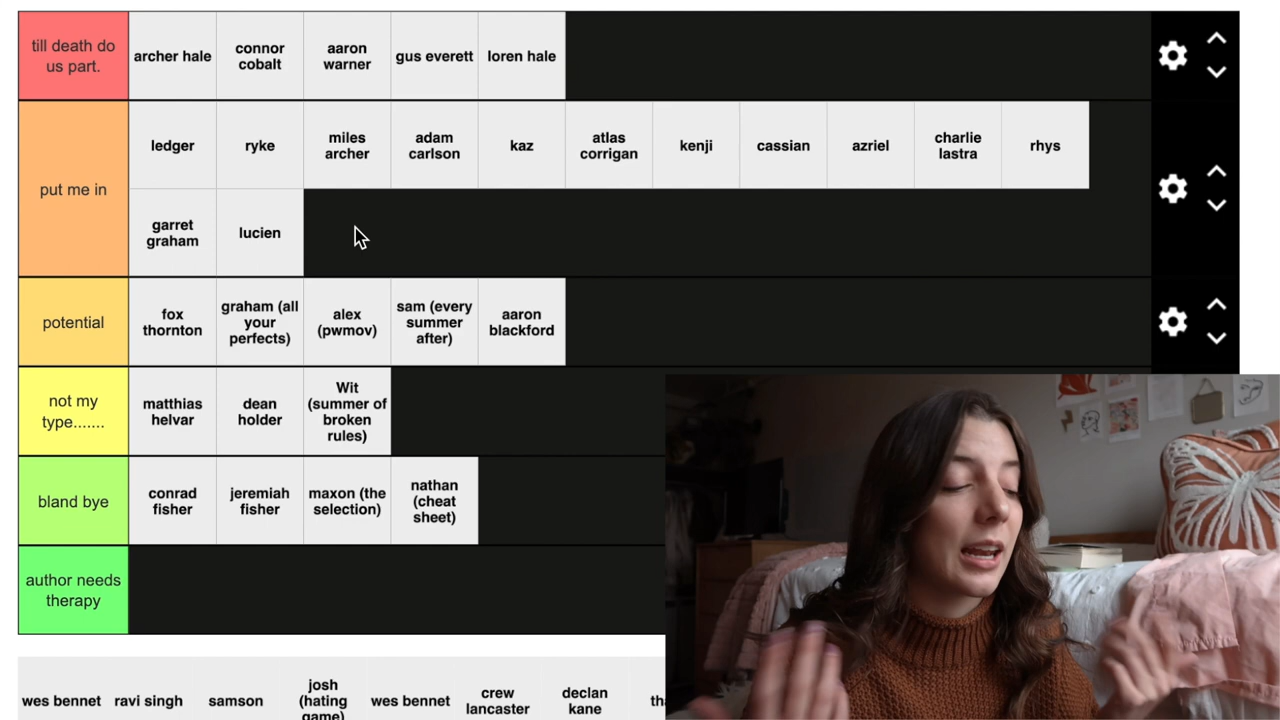 till death do
us part.
archer hale
connor
cobalt
aaron
warner
gus everett
loren hale
put me in
ledger
ryke
miles
archer
adam
carlson
kaz
atlas
corrigan
kenji
cassian
azriel
charlie
lastra
rhys
garret
graham
lucien
potential
fox
thornton
graham (all
your
perfects)
alex
(pwmov)
sam (every
summer
after)
aaron
blackford
not my
type.......
matthias
helvar
dean
holder
Wit
(summer of
broken
rules)
bland bye
conrad
fisher
jeremiah
fisher
maxon (the
selection)
nathan
(cheat
sheet)
author needs
therapy
wes bennet
ravi singh
samson
josh
(hating
game)
wes bennet
crew
lancaster
declan
kane